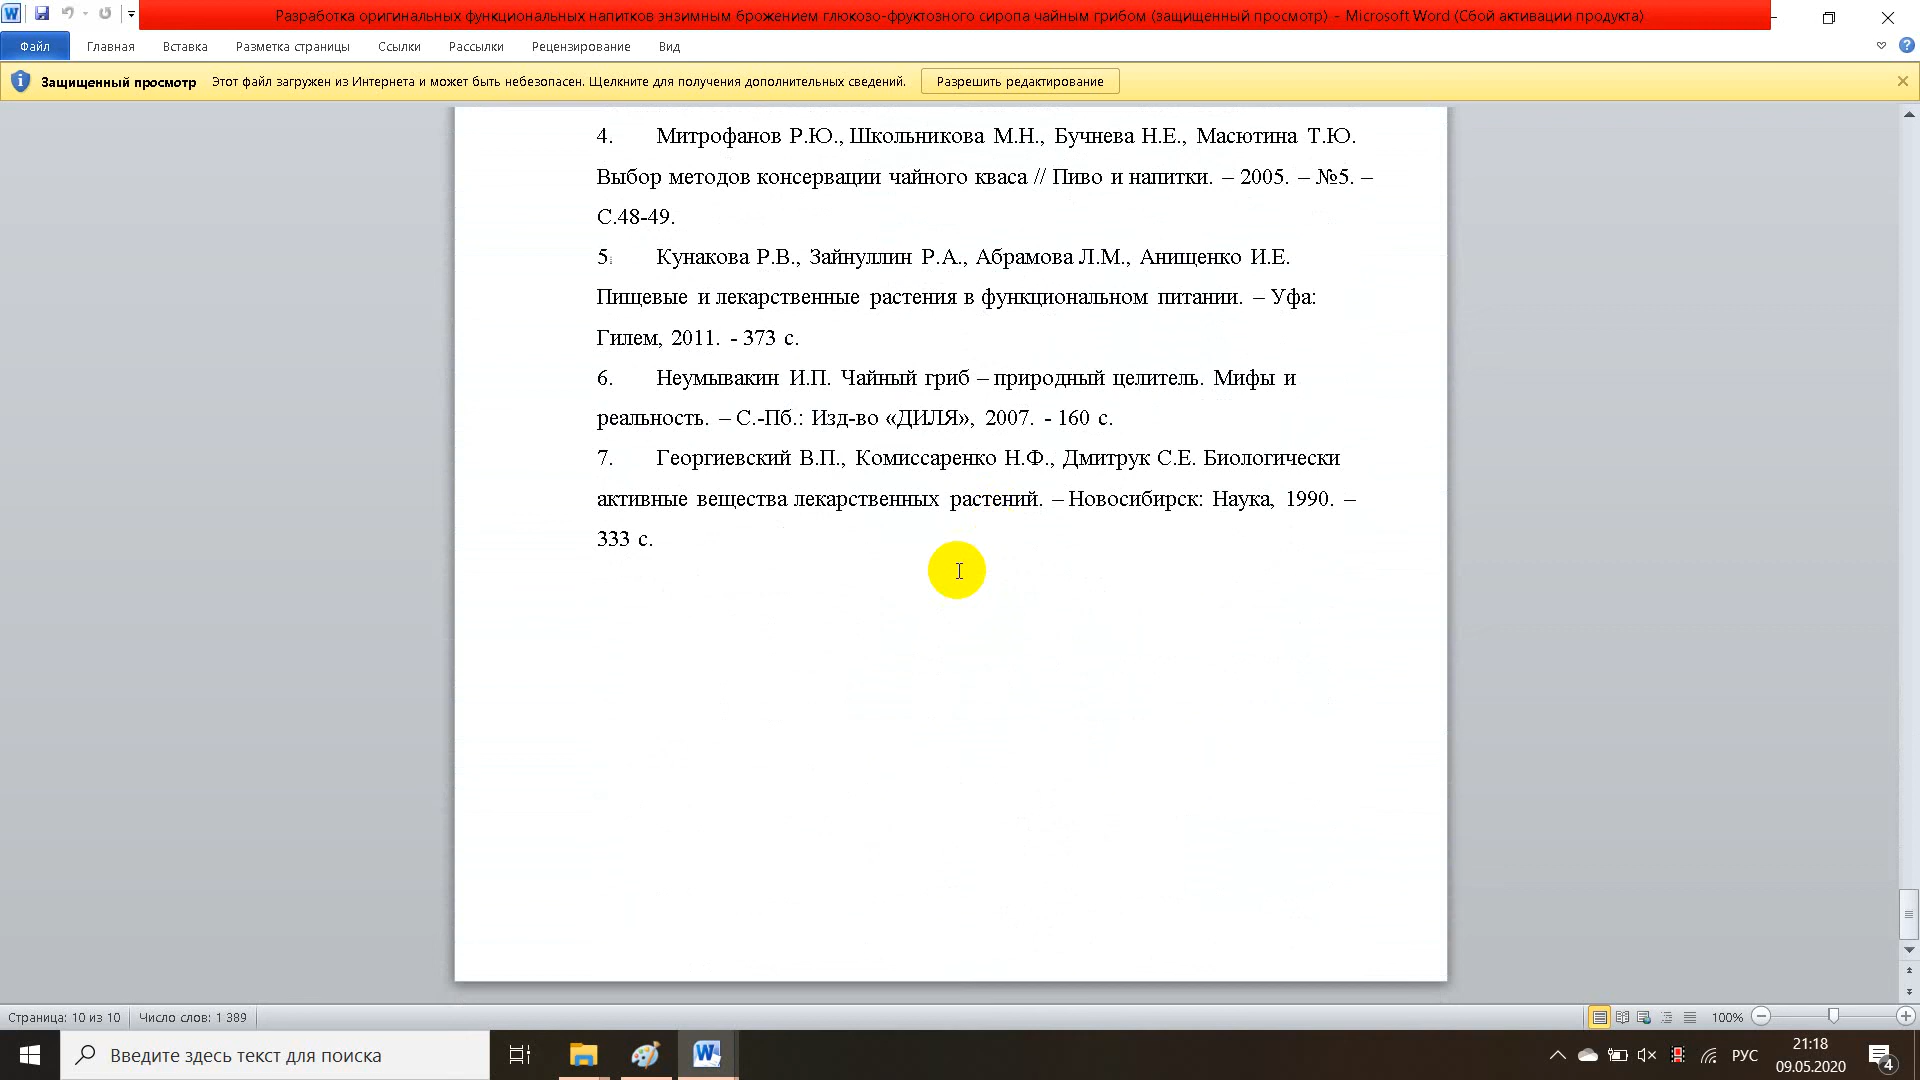 Разработка оригинальных функциональных напитков энзимным брожением глюкозо-фруктозного сиропа чайным грибом (защищенный просмотр) - Microsoft Word (Сбой активации продукта)
Файл Главная Вставка Разметка страницы Ссылки Рассылки Рецензирование Вид
Защищенный просмотр Этот файл загружен из Интернета и может быть небезопасен. Щелкните для получения дополнительных сведений. Разрешить редактирование
4. Митрофанов Р.Ю., Школьникова М.Н., Бучнева Н.Е., Масютина Т.Ю.
Выбор методов консервации чайного кваса // Пиво и напитки. – 2005. – №5. –
С.48-49.
5. Кунакова Р.В., Зайнуллин Р.А., Абрамова Л.М., Анищенко И.Е.
Пищевые и лекарственные растения в функциональном питании. – Уфа:
Гилем, 2011. - 373 с.
6. Неумывакин И.П. Чайный гриб – природный целитель. Мифы и
реальность. – С.-Пб.: Изд-во «ДИЛЯ», 2007. - 160 с.
7. Георгиевский В.П., Комиссаренко Н.Ф., Дмитрук С.Е. Биологически
активные вещества лекарственных растений. – Новосибирск: Наука, 1990. –
333 с.
Страница: 10 из 10 Число слов: 1 389 100%
Введите здесь текст для поиска РУС 21:18
09.05.2020 4